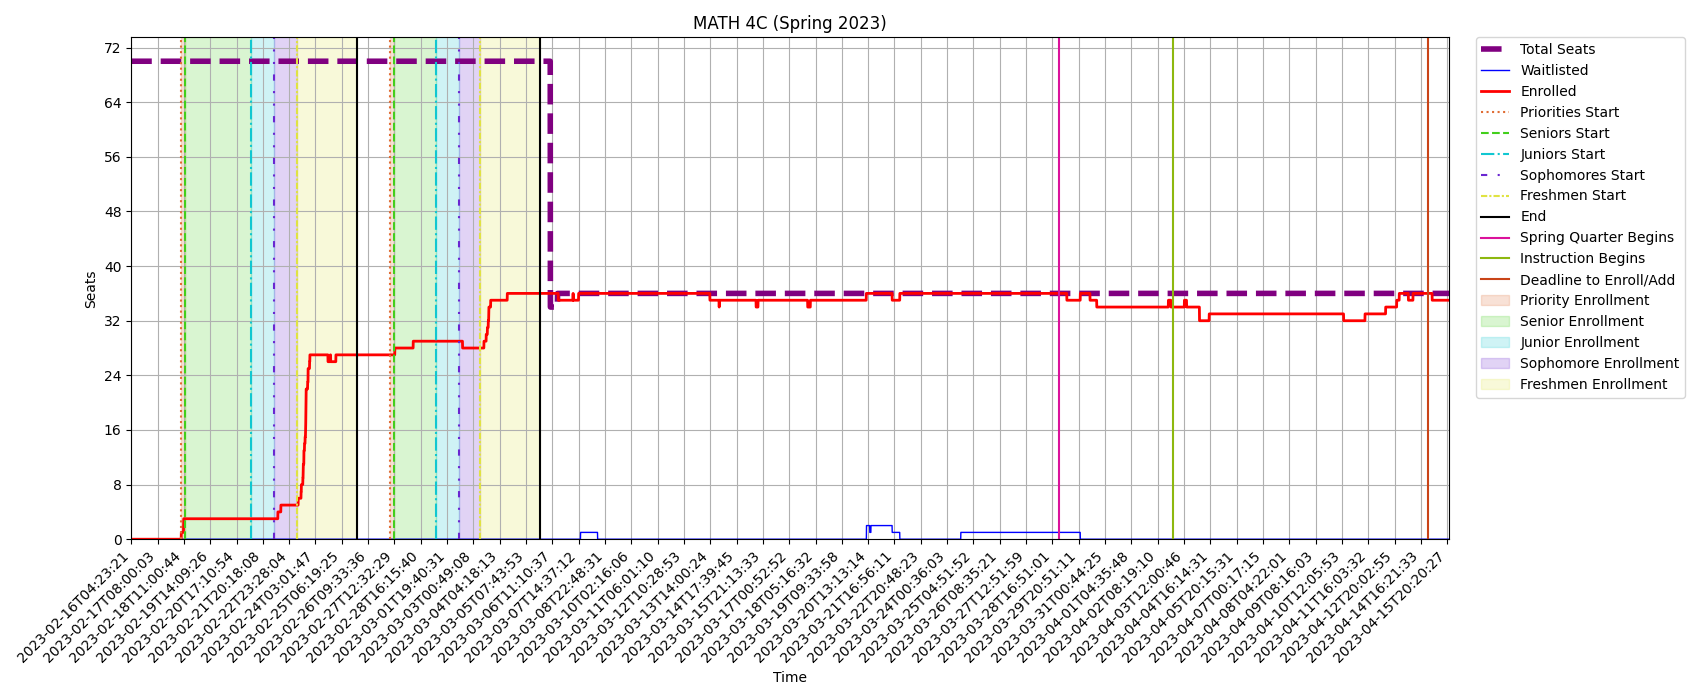 MATH 4C (Spring 2023)
Seats
72
64
56
48
40
32
24
16
8
0
2023-02-16T04:23:21
2023-02-17T08:00:03
2023-02-18T11:00:44
2023-02-19T14:09:26
2023-02-20T17:10:54
2023-02-21T20:18:08
2023-02-22T23:28:04
2023-02-24T03:01:47
2023-02-25T06:19:25
2023-02-26T09:33:36
2023-02-27T12:32:29
2023-02-28T16:15:40
2023-03-01T19:40:31
2023-03-03T00:49:08
2023-03-04T04:18:13
2023-03-05T07:43:53
2023-03-06T11:10:37
2023-03-07T14:37:12
2023-03-08T22:48:31
2023-03-10T02:16:06
2023-03-11T06:01:10
2023-03-12T10:28:53
2023-03-13T14:00:24
2023-03-14T17:39:45
2023-03-15T21:13:33
2023-03-17T00:52:52
2023-03-18T05:16:32
2023-03-19T09:33:58
2023-03-20T13:13:14
2023-03-21T16:56:11
2023-03-22T20:48:23
2023-03-24T00:36:03
2023-03-25T04:51:52
2023-03-26T08:35:21
2023-03-27T12:51:59
2023-03-28T16:51:01
2023-03-29T20:51:11
2023-03-31T00:44:25
2023-04-01T04:35:48
2023-04-02T08:19:10
2023-04-03T12:00:46
2023-04-04T16:14:31
2023-04-05T20:15:31
2023-04-07T00:17:15
2023-04-08T04:22:01
2023-04-09T08:16:03
2023-04-10T12:05:53
2023-04-11T16:03:32
2023-04-12T20:02:55
2023-04-14T16:21:33
2023-04-15T20:20:27
Time
Total Seats
Waitlisted
Enrolled
Priorities Start
Seniors Start
Juniors Start
Sophomores Start
Freshmen Start
End
Spring Quarter Begins
Instruction Begins
Deadline to Enroll/Add
Priority Enrollment
Senior Enrollment
Junior Enrollment
Sophomore Enrollment
Freshmen Enrollment